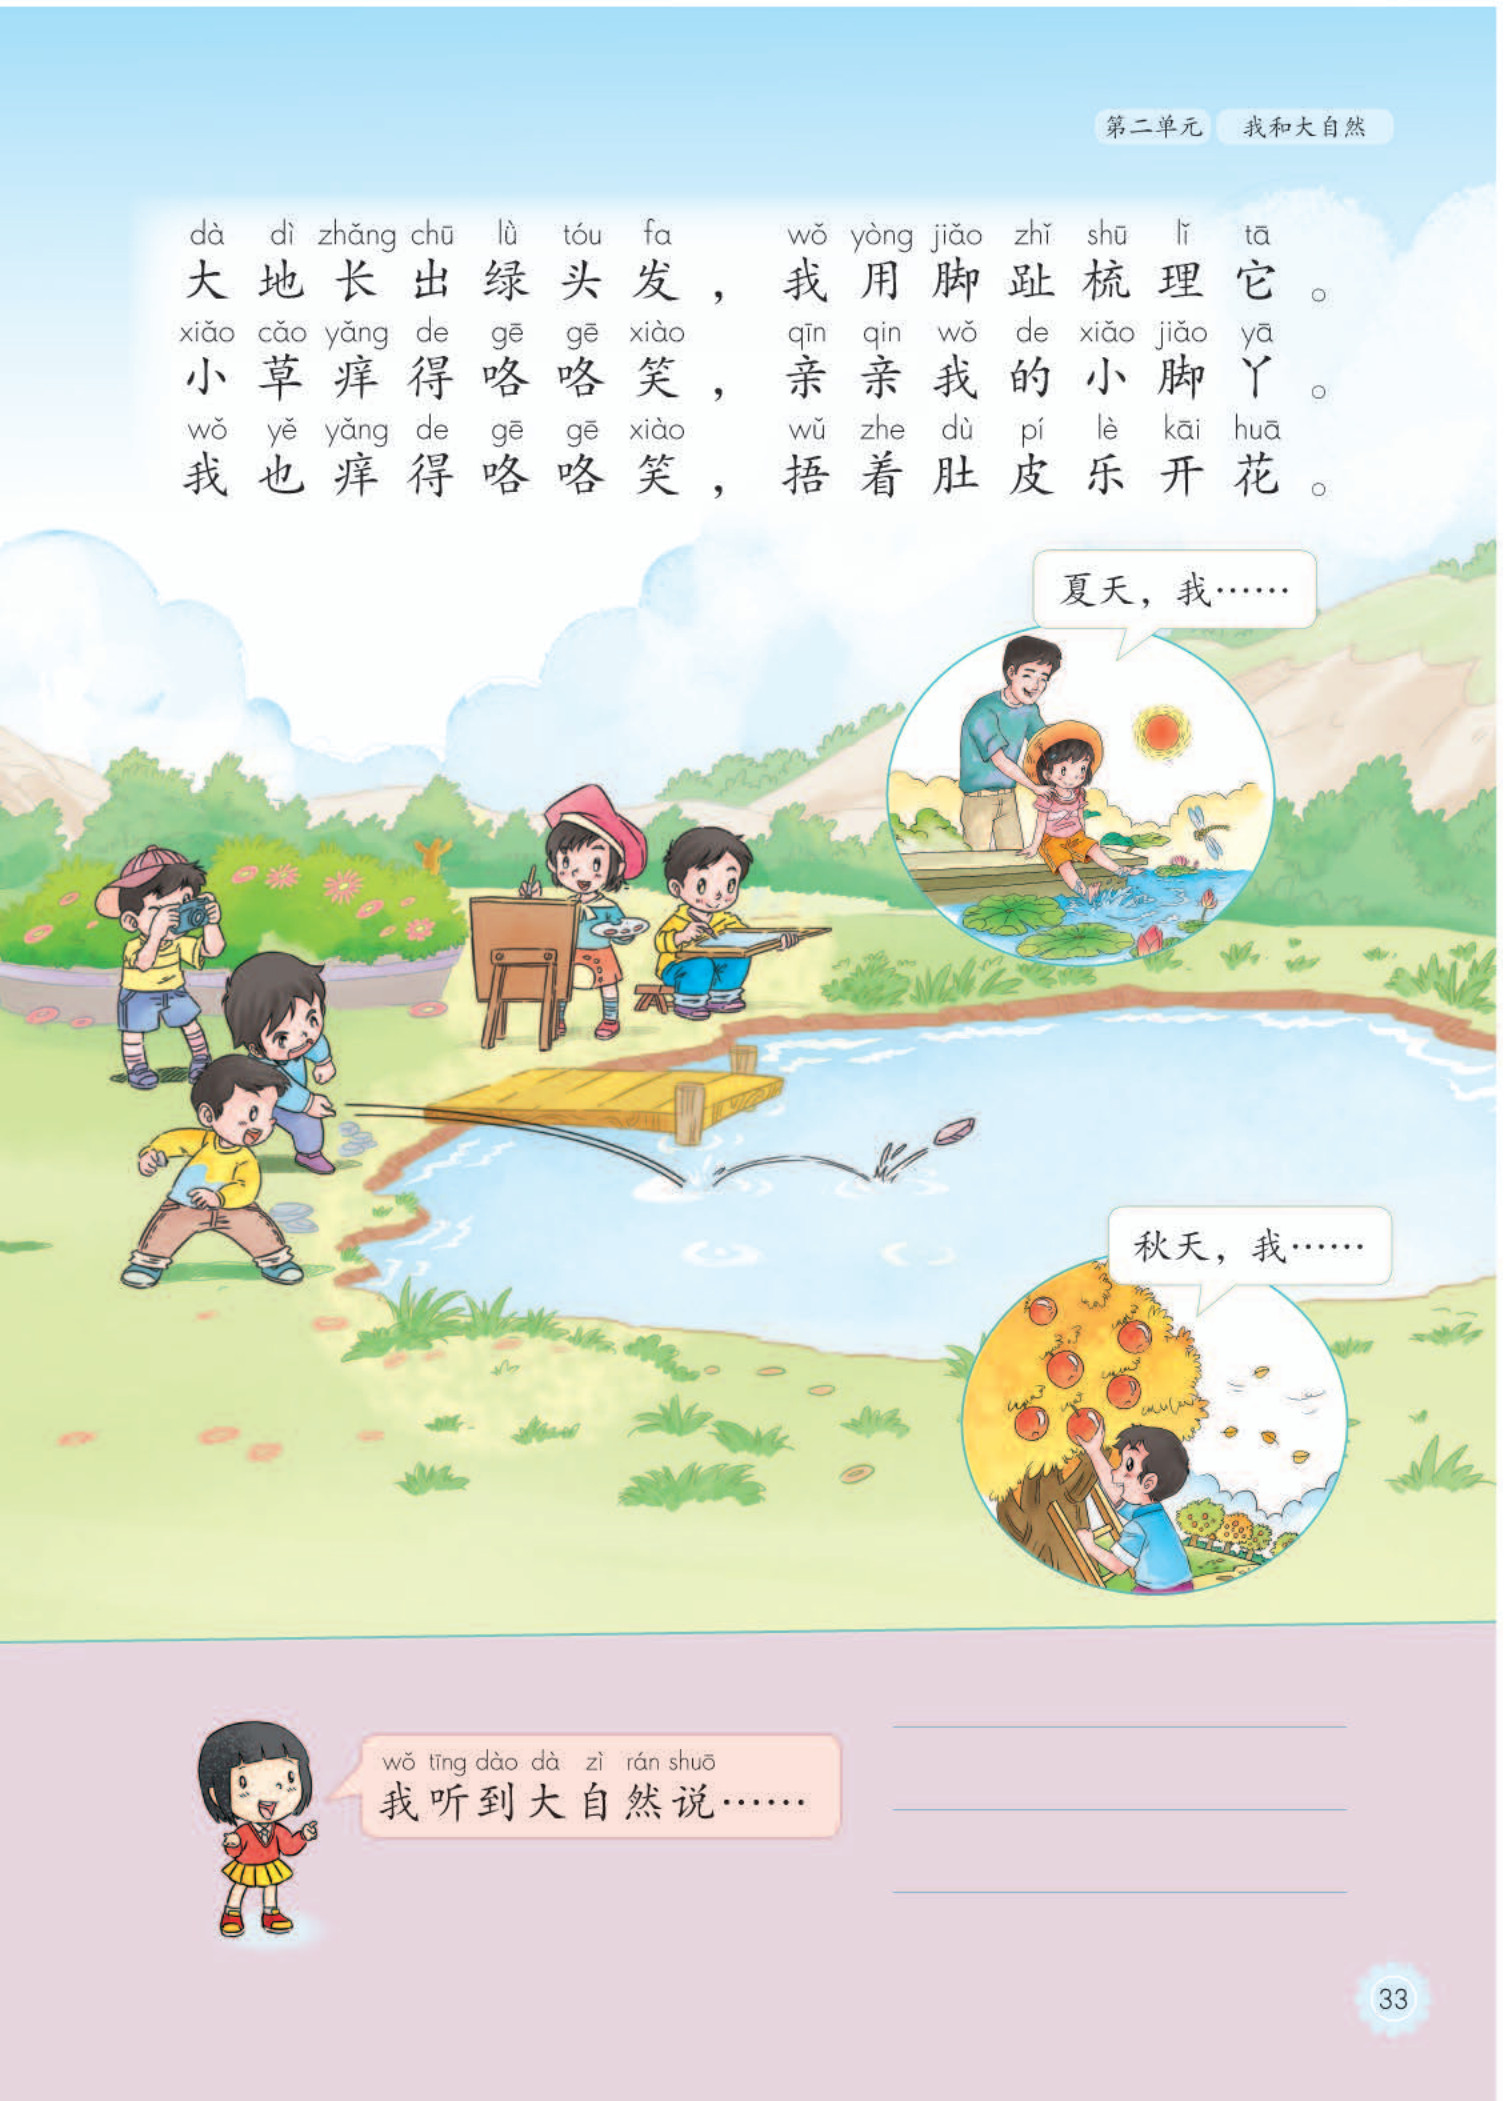 第二单元 我和大自然
dà dì zhǎng chū lǜ tóu fa wǒ yòng jiǎo zhǐ shū lǐ tā
大地长出绿头发，我用脚趾梳理它。
xiǎo cǎo yǎng de gē gē xiào qīn qin wǒ de xiǎo jiǎo yā
小草痒得咯咯笑，亲亲我的小脚丫。
wǒ yě yǎng de gē gē xiào wǔ zhe dù pí lè kāi huā
我也痒得咯咯笑，捂着肚皮乐开花。
夏天，我……
秋天，我……
wǒ tīng dào dà zì rán shuō
我听到大自然说……
33